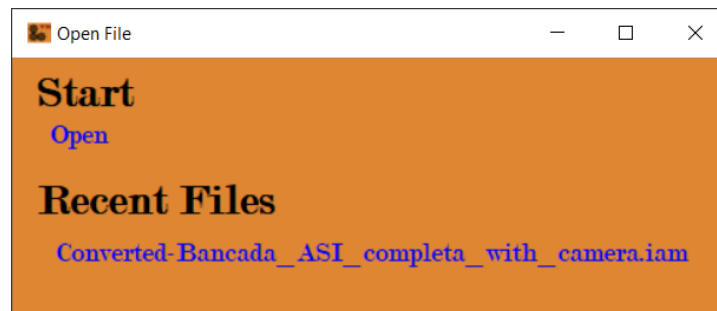 Open File
Start
Open
Recent Files
Converted-Bancada_ASI_completa_with_camera.iam